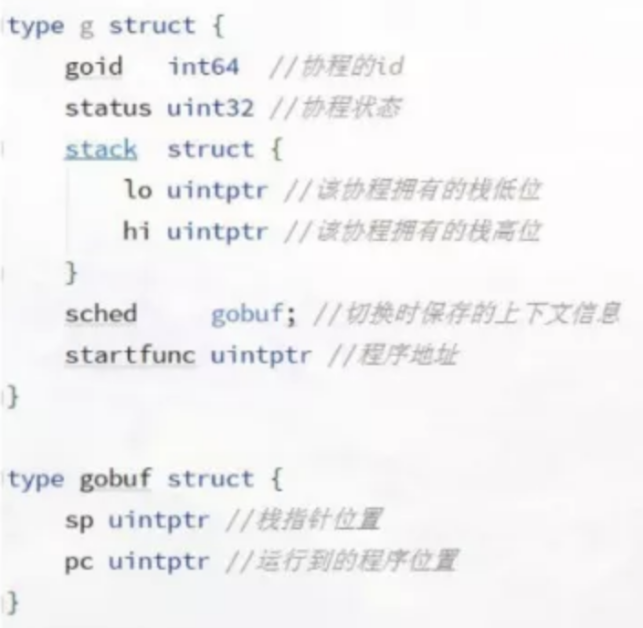 type g struct {
goid int64 //协程的id
status uint32 //协程状态
stack struct {
lo uintptr //该协程拥有的栈低位
hi uintptr //该协程拥有的栈高位
}
sched gobuf; //切换时保存的上下文信息
startfunc uintptr //程序地址
}
type gobuf struct {
sp uintptr //栈指针位置
pc uintptr //运行到的程序位置
}